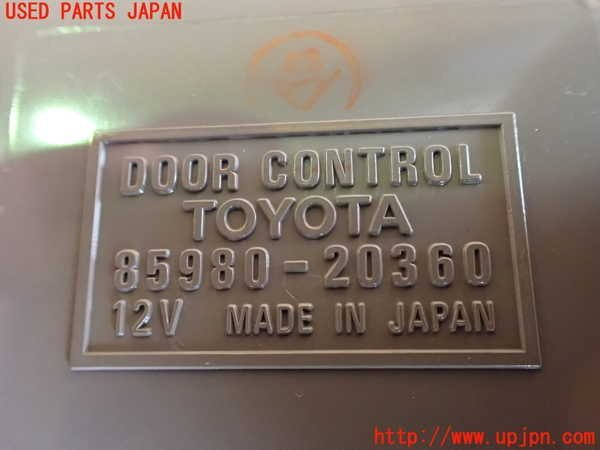 USED PARTS JAPAN
DOOR CONTROL
TOYOTA
85980-20360
12V MADE IN JAPAN
http://www.upjpn.com/